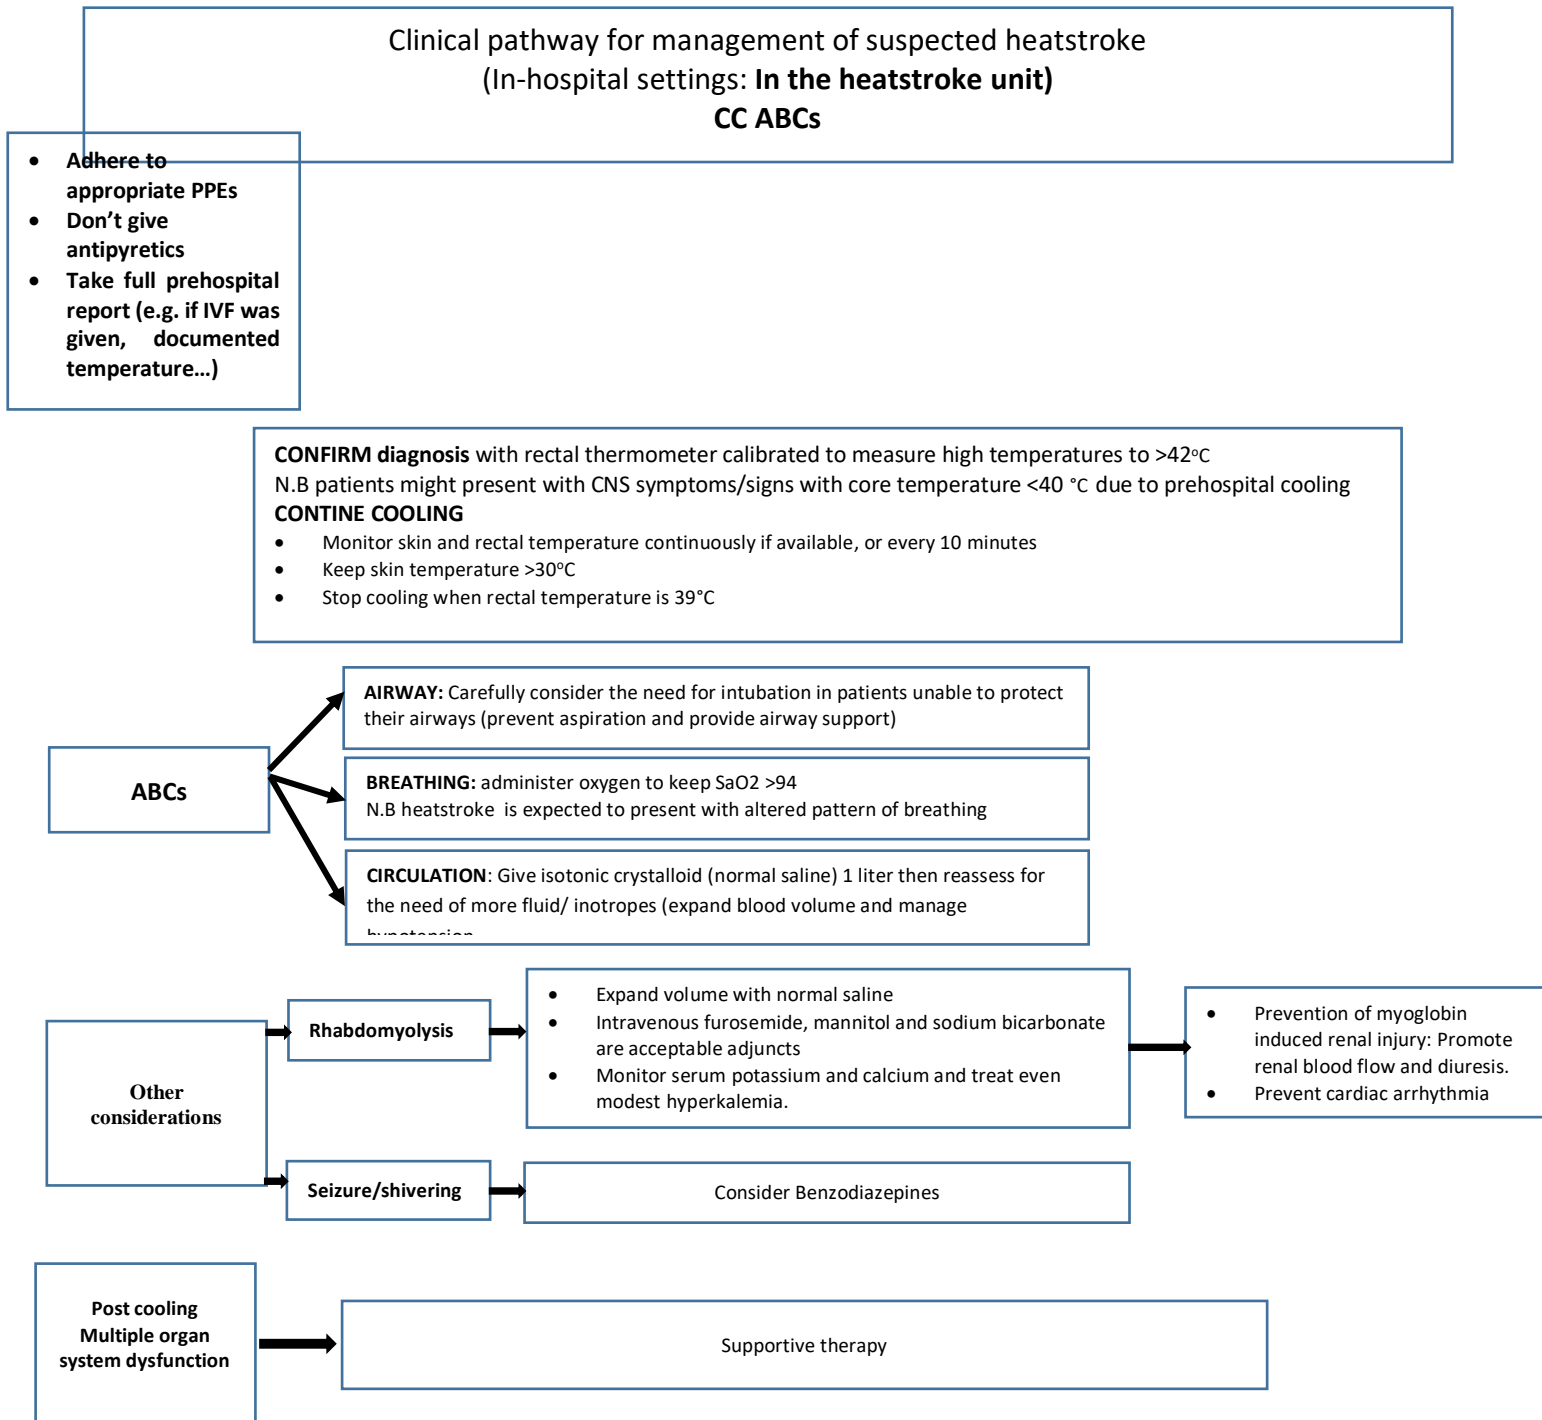 Clinical pathway for management of suspected heatstroke
(In-hospital settings: In the heatstroke unit)
CC ABCs
• Adhere to
appropriate PPEs
• Don’t give
antipyretics
• Take full prehospital
report (e.g. if IVF was
given, documented
temperature…)
CONFIRM diagnosis with rectal thermometer calibrated to measure high temperatures to >42°C
N.B patients might present with CNS symptoms/signs with core temperature <40 °C due to prehospital cooling
CONTINE COOLING
• Monitor skin and rectal temperature continuously if available, or every 10 minutes
• Keep skin temperature >30°C
• Stop cooling when rectal temperature is 39°C
ABCs
AIRWAY: Carefully consider the need for intubation in patients unable to protect
their airways (prevent aspiration and provide airway support)
BREATHING: administer oxygen to keep SaO2 >94
N.B heatstroke is expected to present with altered pattern of breathing
CIRCULATION: Give isotonic crystalloid (normal saline) 1 liter then reassess for
the need of more fluid/ inotropes (expand blood volume and manage
Other
considerations
Rhabdomyolysis
• Expand volume with normal saline
• Intravenous furosemide, mannitol and sodium bicarbonate
are acceptable adjuncts
• Monitor serum potassium and calcium and treat even
modest hyperkalemia.
• Prevention of myoglobin
induced renal injury: Promote
renal blood flow and diuresis.
• Prevent cardiac arrhythmia
Seizure/shivering
Consider Benzodiazepines
Post cooling
Multiple organ
system dysfunction
Supportive therapy